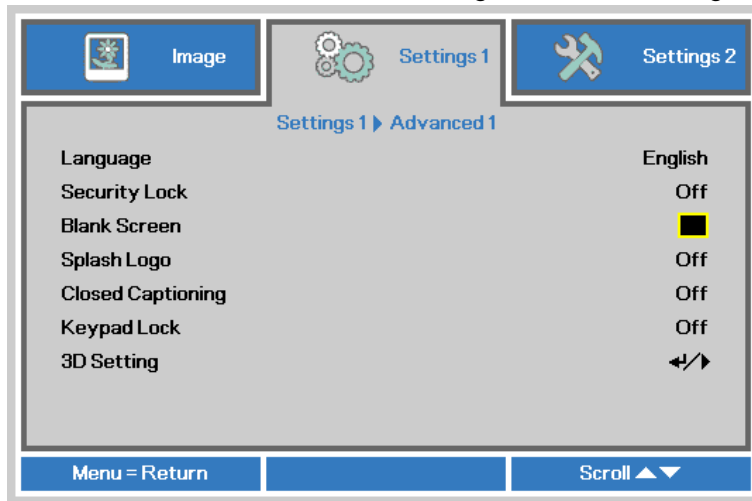 Image
Settings 1
Settings 2
Settings 1 Advanced 1
Language English
Security Lock Off
Blank Screen
Splash Logo Off
Closed Captioning Off
Keypad Lock Off
3D Setting ↵/▶
Menu = Return
Scroll ▲▼